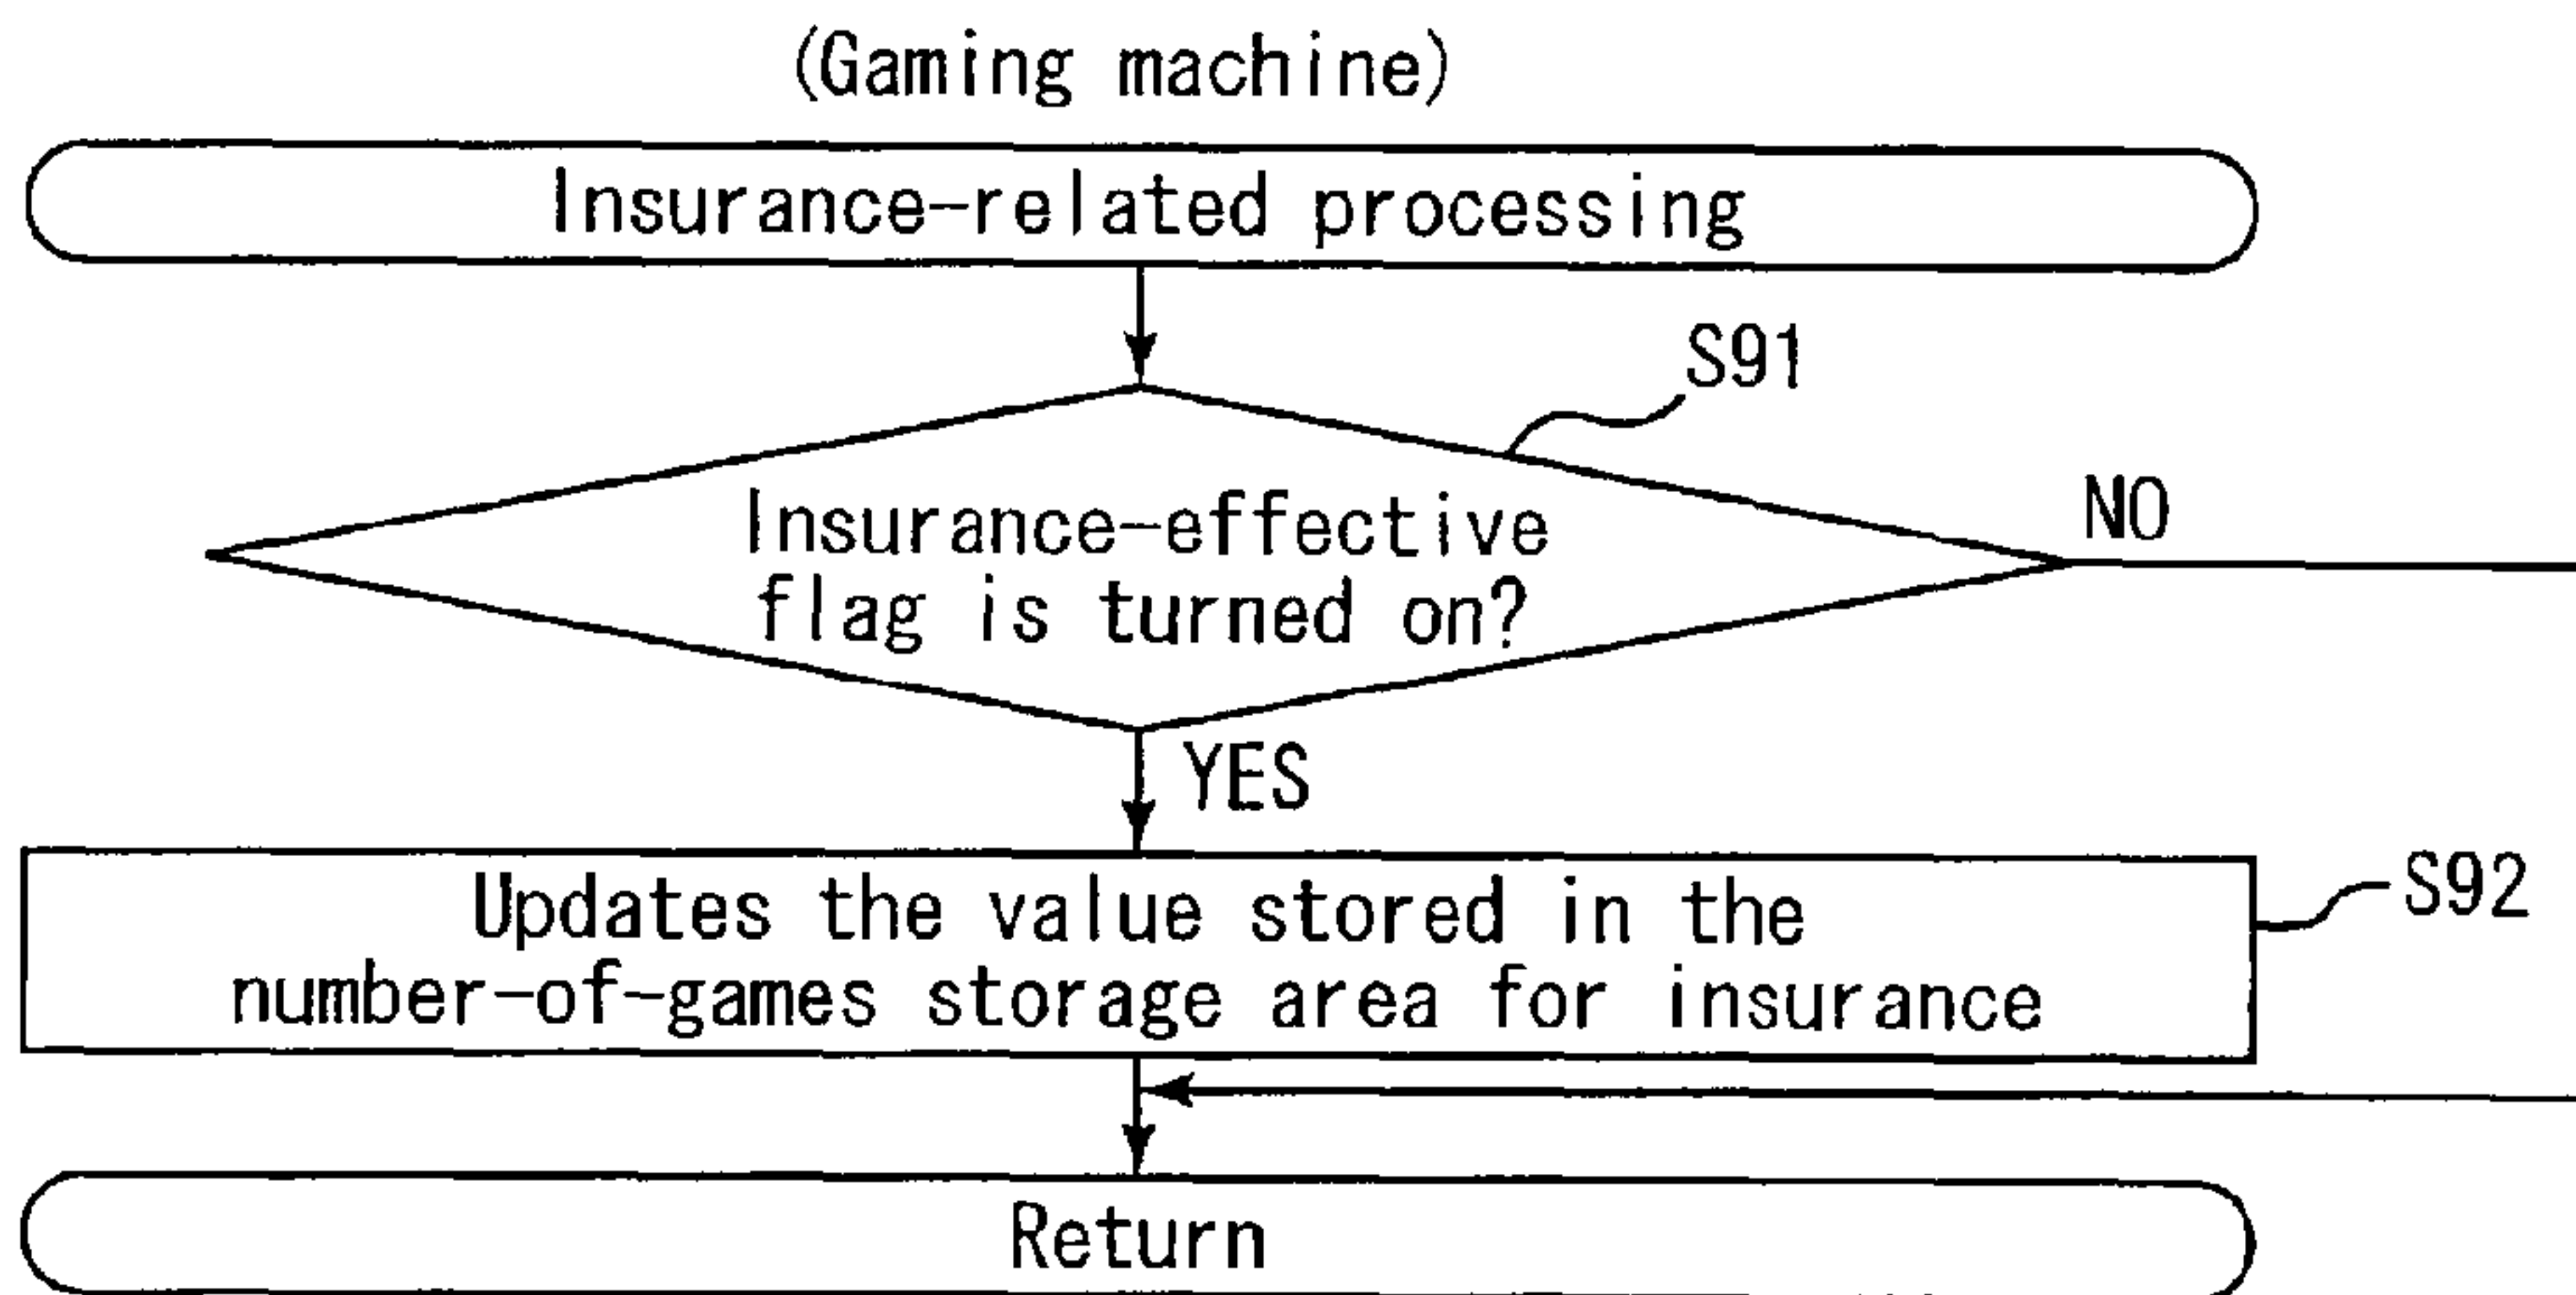 (Gaming machine)
Insurance-related processing
S91
Insurance-effective
flag is turned on?
NO
YES
Updates the value stored in the
number-of-games storage area for insurance
S92
Return